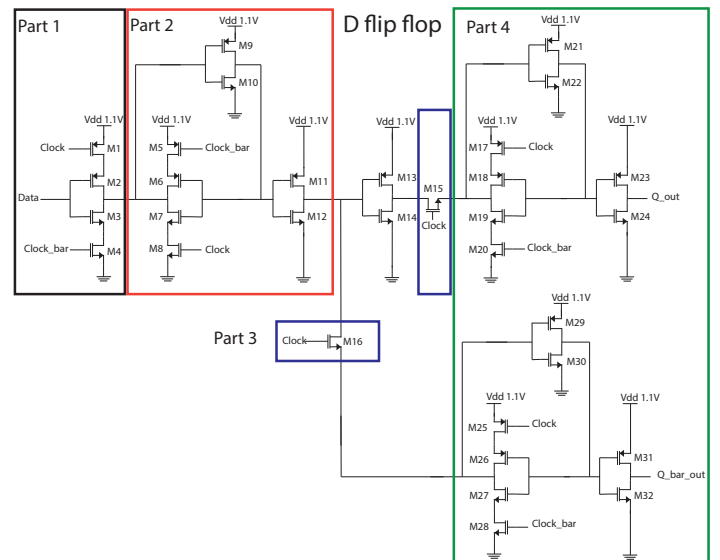 Part 1
Part 2
D flip flop
Part 4
Vdd 1.1V
M9
M10
Vdd 1.1V
M21
M22
Vdd 1.1V
Clock
M1
M2
Data
M3
Clock_bar
M4
Vdd 1.1V
M5
Clock_bar
M6
M7
M8
Clock
Vdd 1.1V
M11
M12
Vdd 1.1V
M13
M14
M15
Clock
Vdd 1.1V
M17
Clock
M18
M19
M20
Clock_bar
Vdd 1.1V
M23
Q_out
M24
Part 3
Clock
M16
Vdd 1.1V
M29
M30
Vdd 1.1V
M25
Clock
M26
M27
M28
Clock_bar
Vdd 1.1V
M31
Q_bar_out
M32